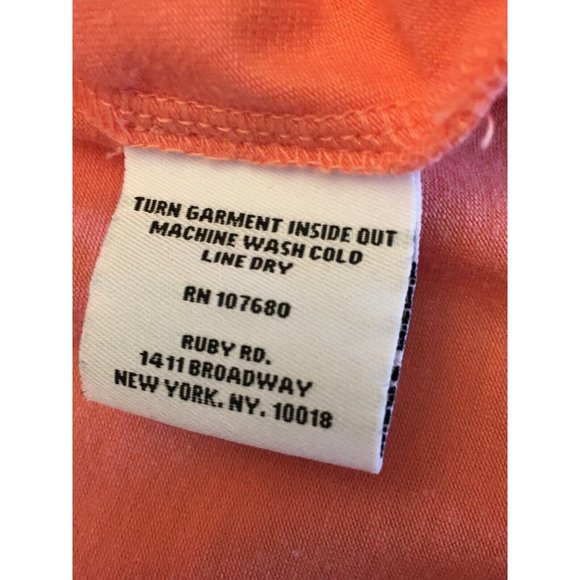 TURN GARMENT INSIDE OUT
MACHINE WASH COLD
LINE DRY
RN 107680
RUBY RD.
1411 BROADWAY
NEW YORK. NY. 10018